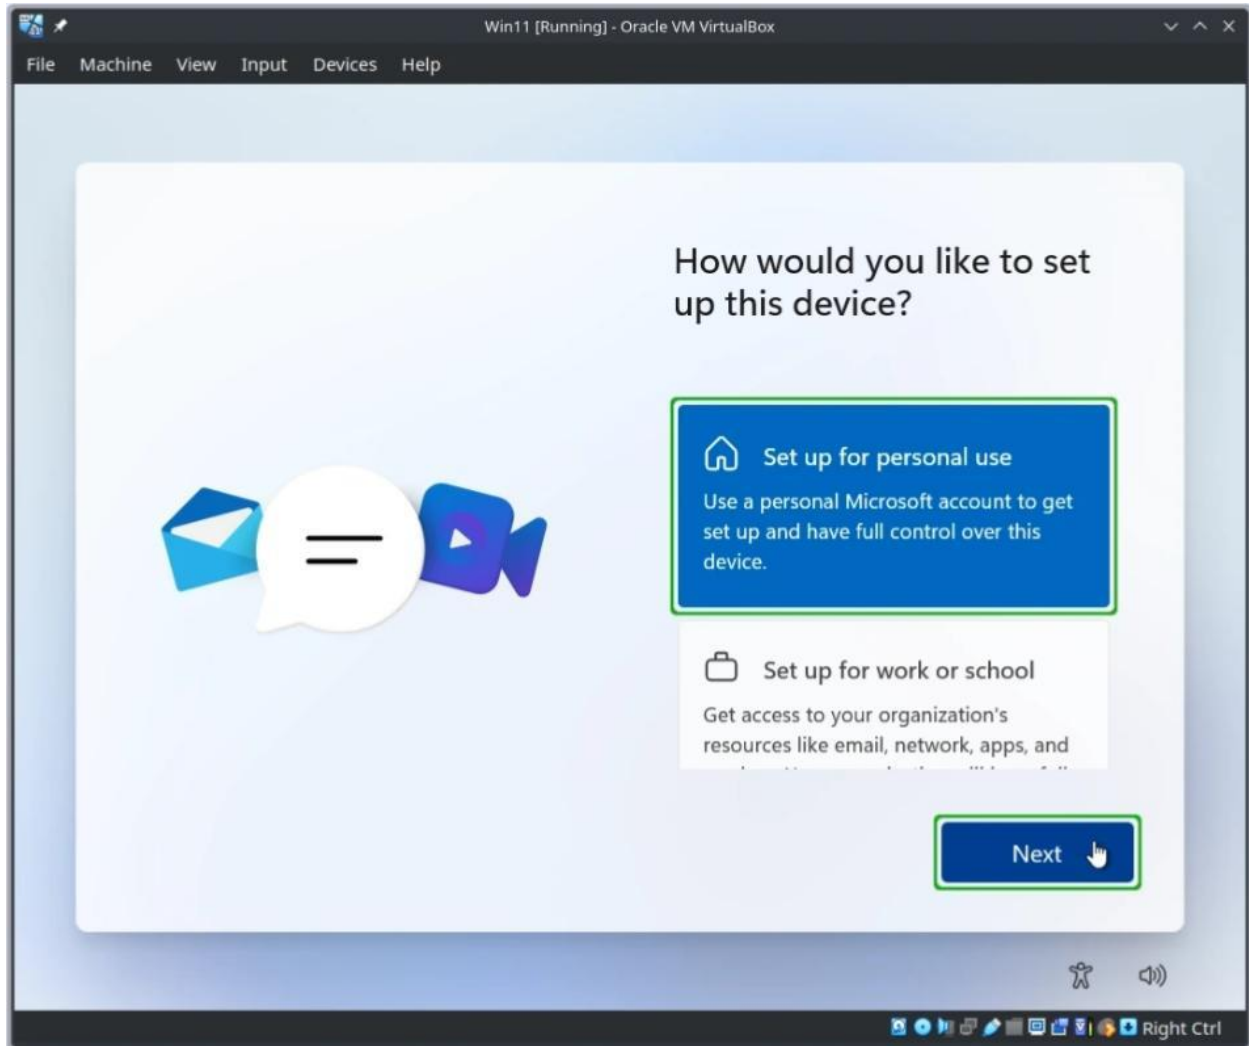 Win11 [Running] - Oracle VM VirtualBox
File Machine View Input Devices Help
How would you like to set
up this device?
Set up for personal use
Use a personal Microsoft account to get
set up and have full control over this
device.
Set up for work or school
Get access to your organization's
resources like email, network, apps, and
Next
Right Ctrl